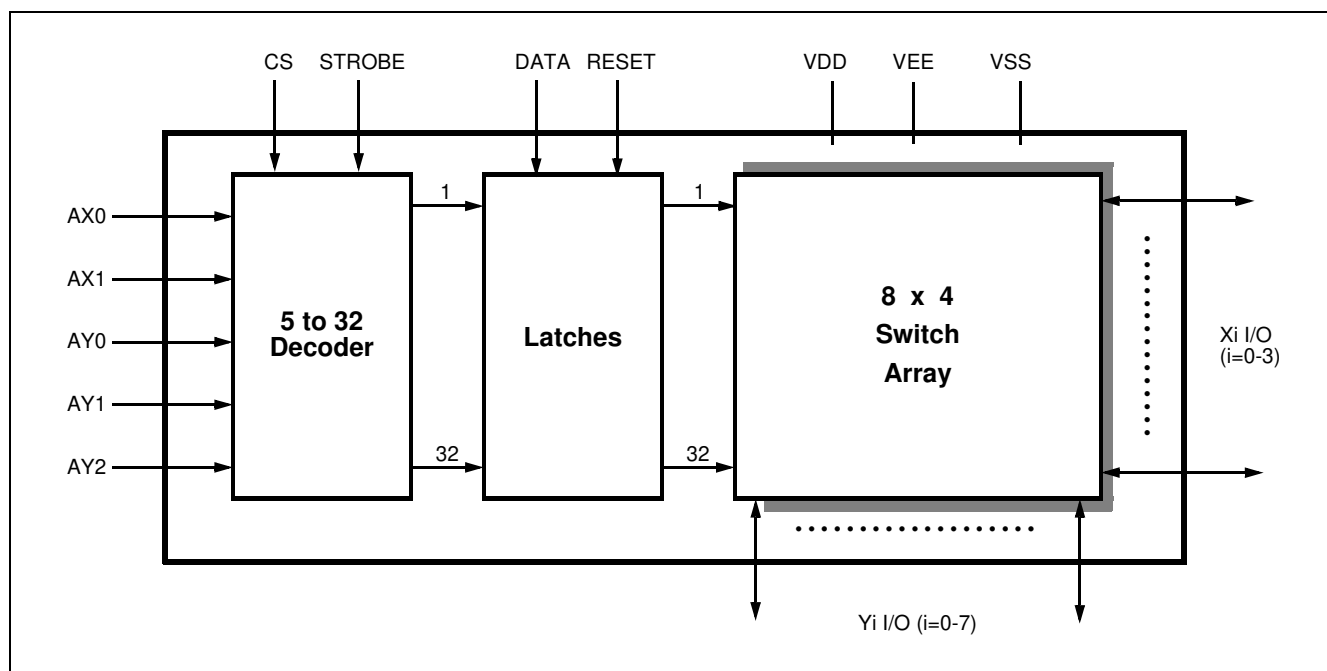 CS STROBE DATA RESET VDD VEE VSS
AX0
AX1
AY0
AY1
AY2
5 to 32
Decoder
1
32
Latches
1
32
8 x 4
Switch
Array
Xi I/O
(i=0-3)
Yi I/O (i=0-7)